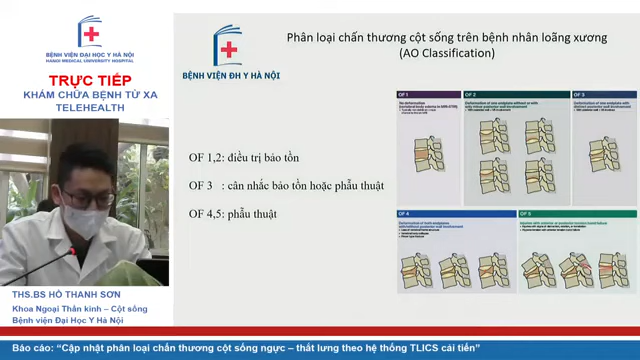 BỆNH VIỆN ĐẠI HỌC Y HÀ NỘI
HANOI MEDICAL UNIVERSITY HOSPITAL
TRỰC TIẾP
KHÁM CHỮA BỆNH TỪ XA
TELEHEALTH
BỆNH VIỆN ĐH Y HÀ NỘI
Phân loại chấn thương cột sống trên bệnh nhân loãng xương
(AO Classification)
OF 1,2: điều trị bảo tồn
OF 3 : cân nhắc bảo tồn hoặc phẫu thuật
OF 4,5: phẫu thuật
OF 1
OF 2
OF 3
OF 4
OF 5
THS.BS HỒ THANH SƠN
Khoa Ngoại Thần kinh – Cột sống
Bệnh viện Đại Học Y Hà Nội
Báo cáo: “Cập nhật phân loại chấn thương cột sống ngực – thắt lưng theo hệ thống TLICS cải tiến”